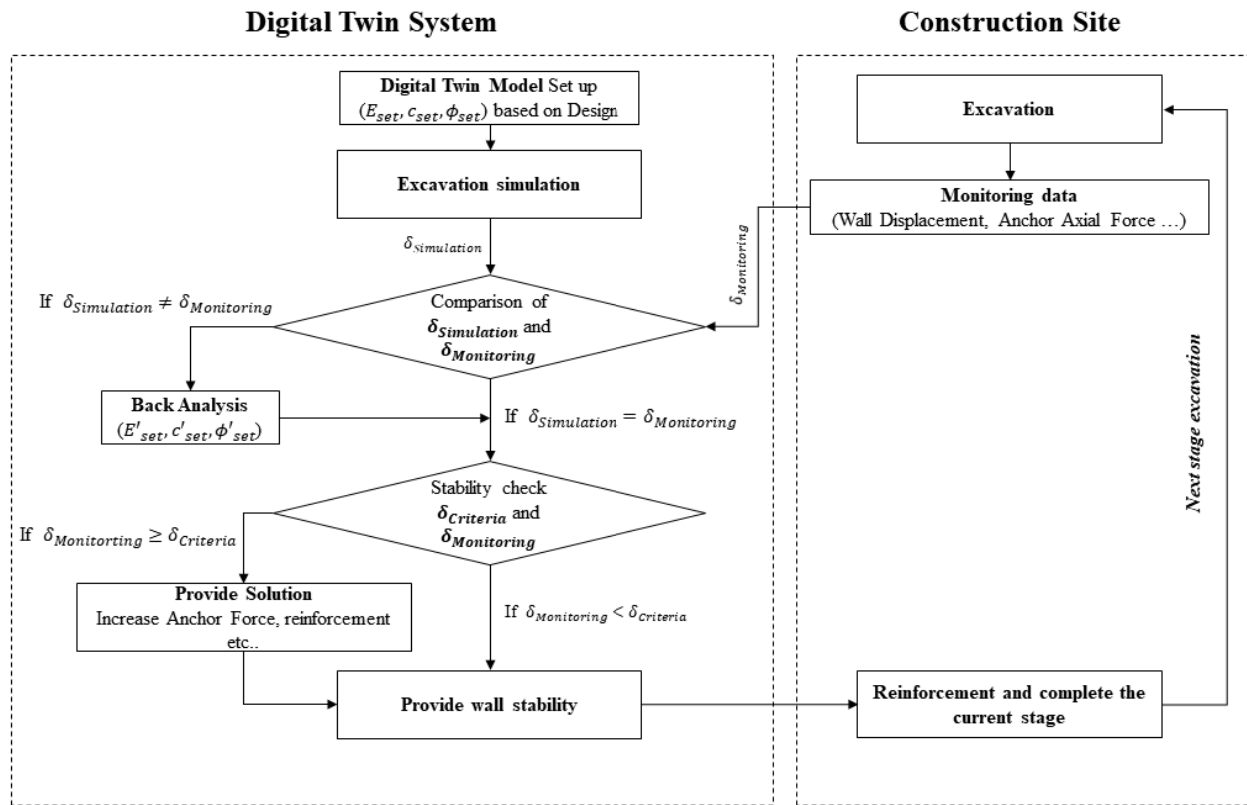 Digital Twin System
Digital Twin Model Set up
(E_set, c_set, ϕ_set) based on Design
Excavation simulation
δ_Simulation
If δ_Simulation ≠ δ_Monitoring
Comparison of
δ_Simulation and
δ_Monitoring
Back Analysis
(E'_set, c'_set, ϕ'_set)
If δ_Simulation = δ_Monitoring
Stability check
δ_Criteria and
δ_Monitoring
If δ_Monitorting ≥ δ_Criteria
Provide Solution
Increase Anchor Force, reinforcement
etc..
If δ_Monitoring < δ_Criteria
Provide wall stability
Construction Site
Excavation
Monitoring data
(Wall Displacement, Anchor Axial Force …)
δ_Monitoring
Next stage excavation
Reinforcement and complete the
current stage